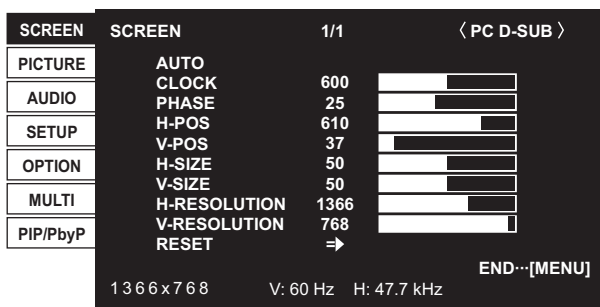 SCREEN
PICTURE
AUDIO
SETUP
OPTION
MULTI
PIP/PbyP
SCREEN 1/1 〈 PC D-SUB 〉
AUTO
CLOCK 600
PHASE 25
H-POS 610
V-POS 37
H-SIZE 50
V-SIZE 50
H-RESOLUTION 1366
V-RESOLUTION 768
RESET
END···[MENU]
1366x768 V: 60 Hz H: 47.7 kHz